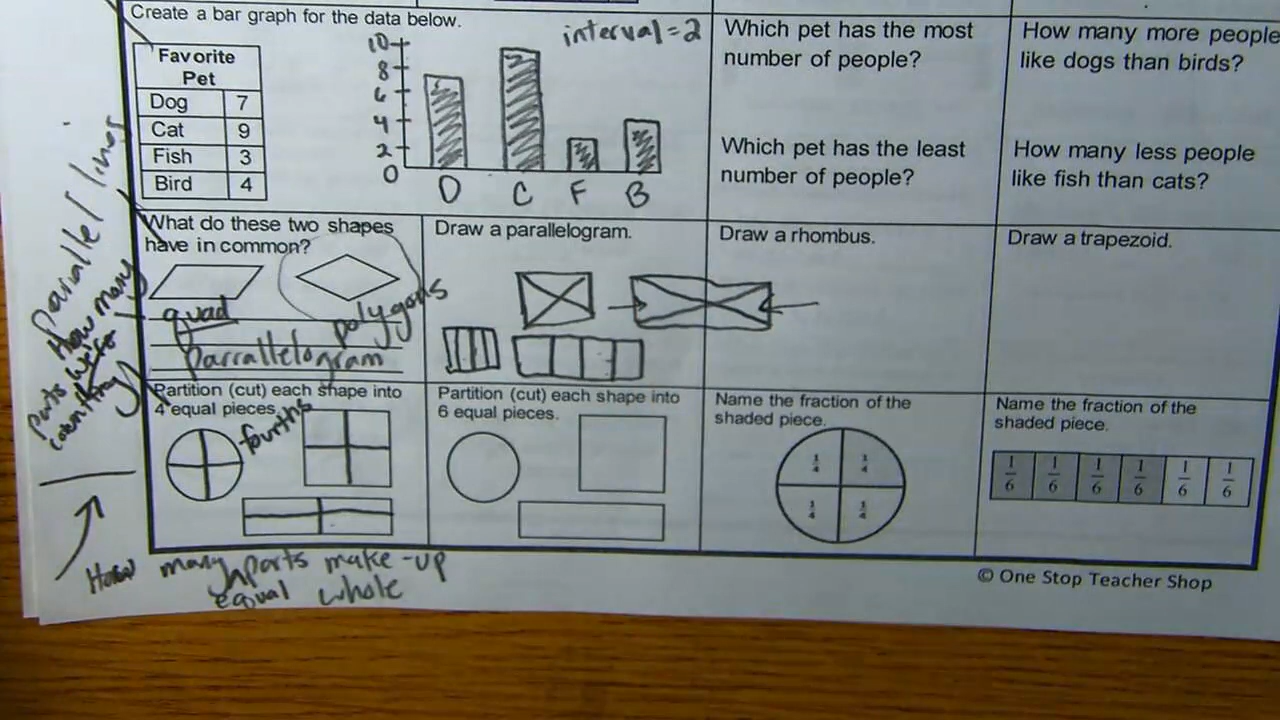 Create a bar graph for the data below.
Favorite
Pet
Dog 7
Cat 9
Fish 3
Bird 4
interval=2
10
8
6
4
2
0
D C F B
Which pet has the most
number of people?
Which pet has the least
number of people?
How many more people
like dogs than birds?
How many less people
like fish than cats?
What do these two shapes
have in common?
quad
polygons
parrallelogram
Draw a parallelogram.
Draw a rhombus.
Draw a trapezoid.
Partition (cut) each shape into
4 equal pieces.
fourths
Partition (cut) each shape into
6 equal pieces.
Name the fraction of the
shaded piece.
1/4 1/4
1/4 1/4
Name the fraction of the
shaded piece.
1/6 1/6 1/6 1/6 1/6 1/6
parallel lines
How many
parts we're
counting
How many parts make-up
equal whole
© One Stop Teacher Shop